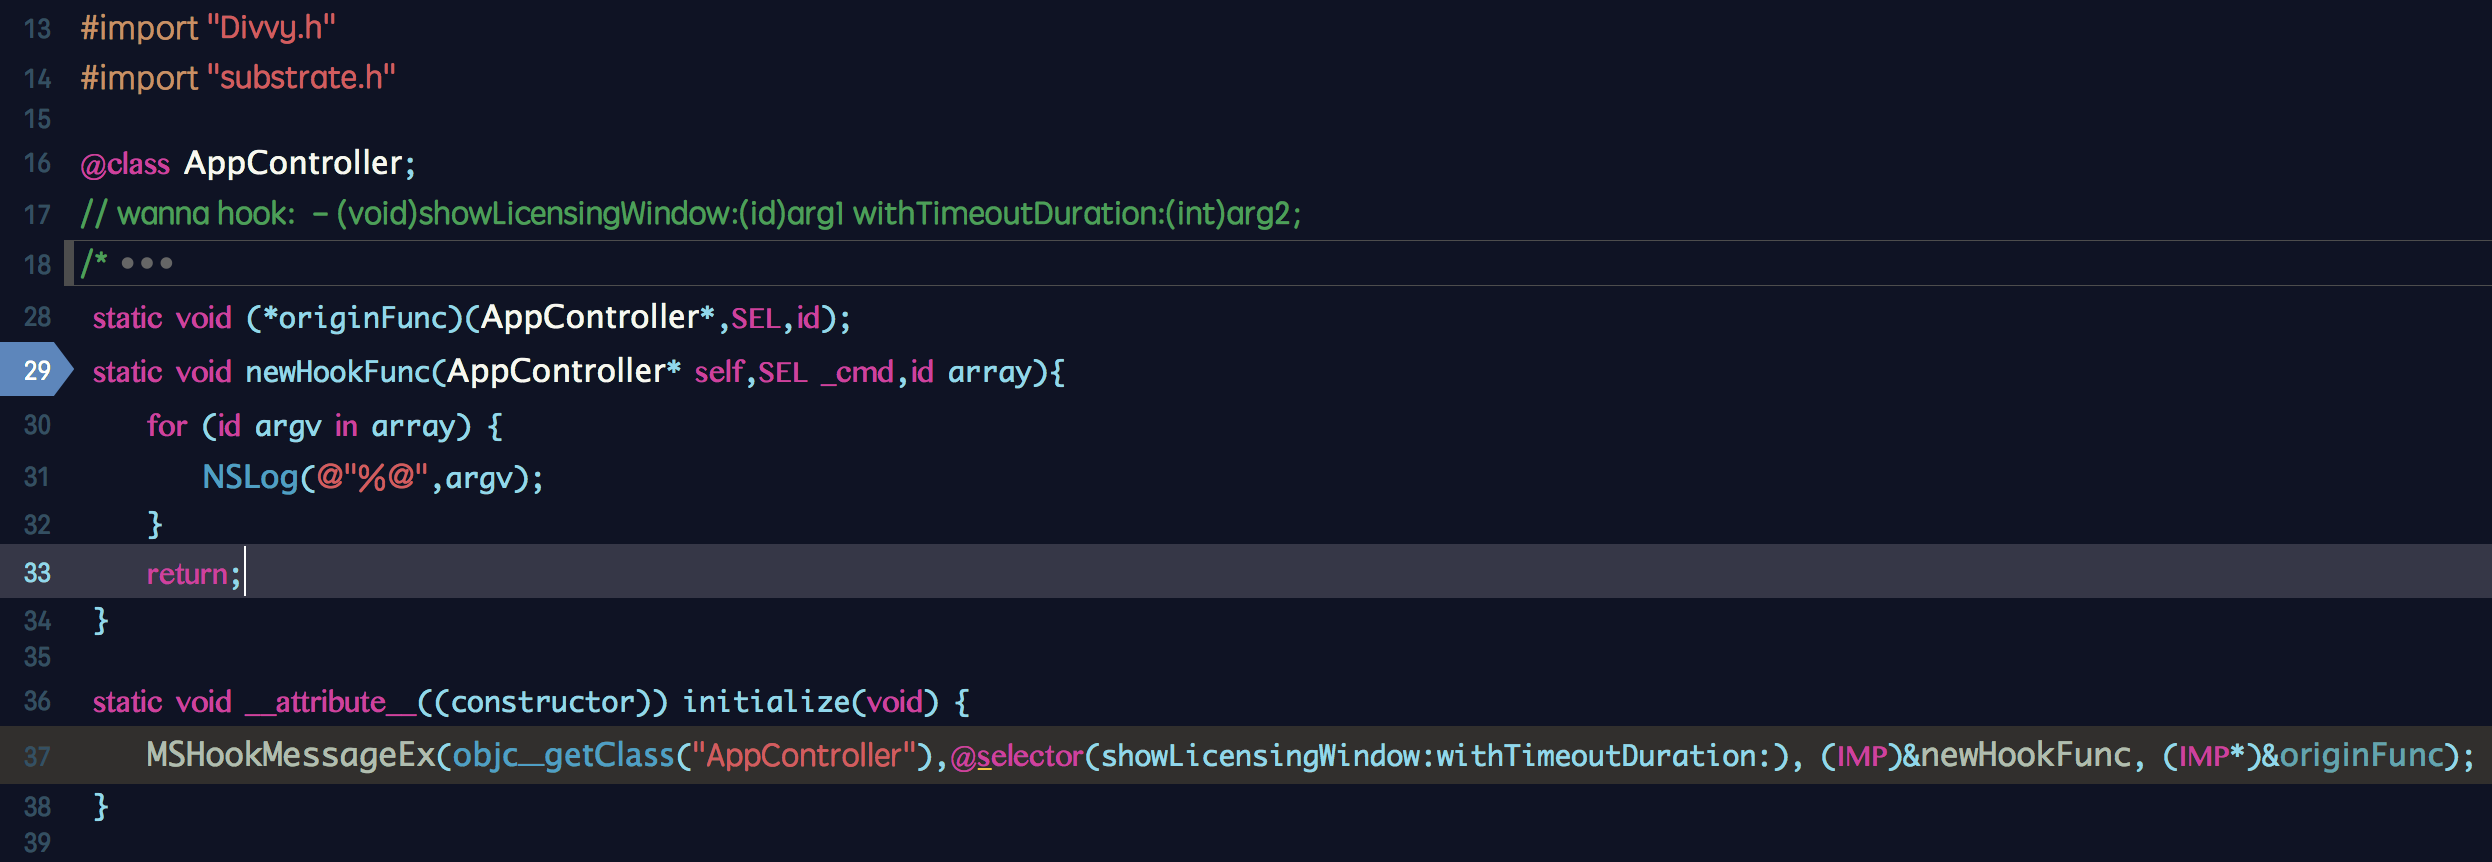 13 #import "Divvy.h"
14 #import "substrate.h"
15
16 @class AppController;
17 // wanna hook: - (void)showLicensingWindow:(id)arg1 withTimeoutDuration:(int)arg2;
18 /* •••
28 static void (*originFunc)(AppController*,SEL,id);
29 static void newHookFunc(AppController* self,SEL _cmd,id array){
30 for (id argv in array) {
31 NSLog(@"%@",argv);
32 }
33 return;
34 }
35
36 static void __attribute__((constructor)) initialize(void) {
37 MSHookMessageEx(objc_getClass("AppController"),@selector(showLicensingWindow:withTimeoutDuration:), (IMP)&newHookFunc, (IMP*)&originFunc);
38 }
39